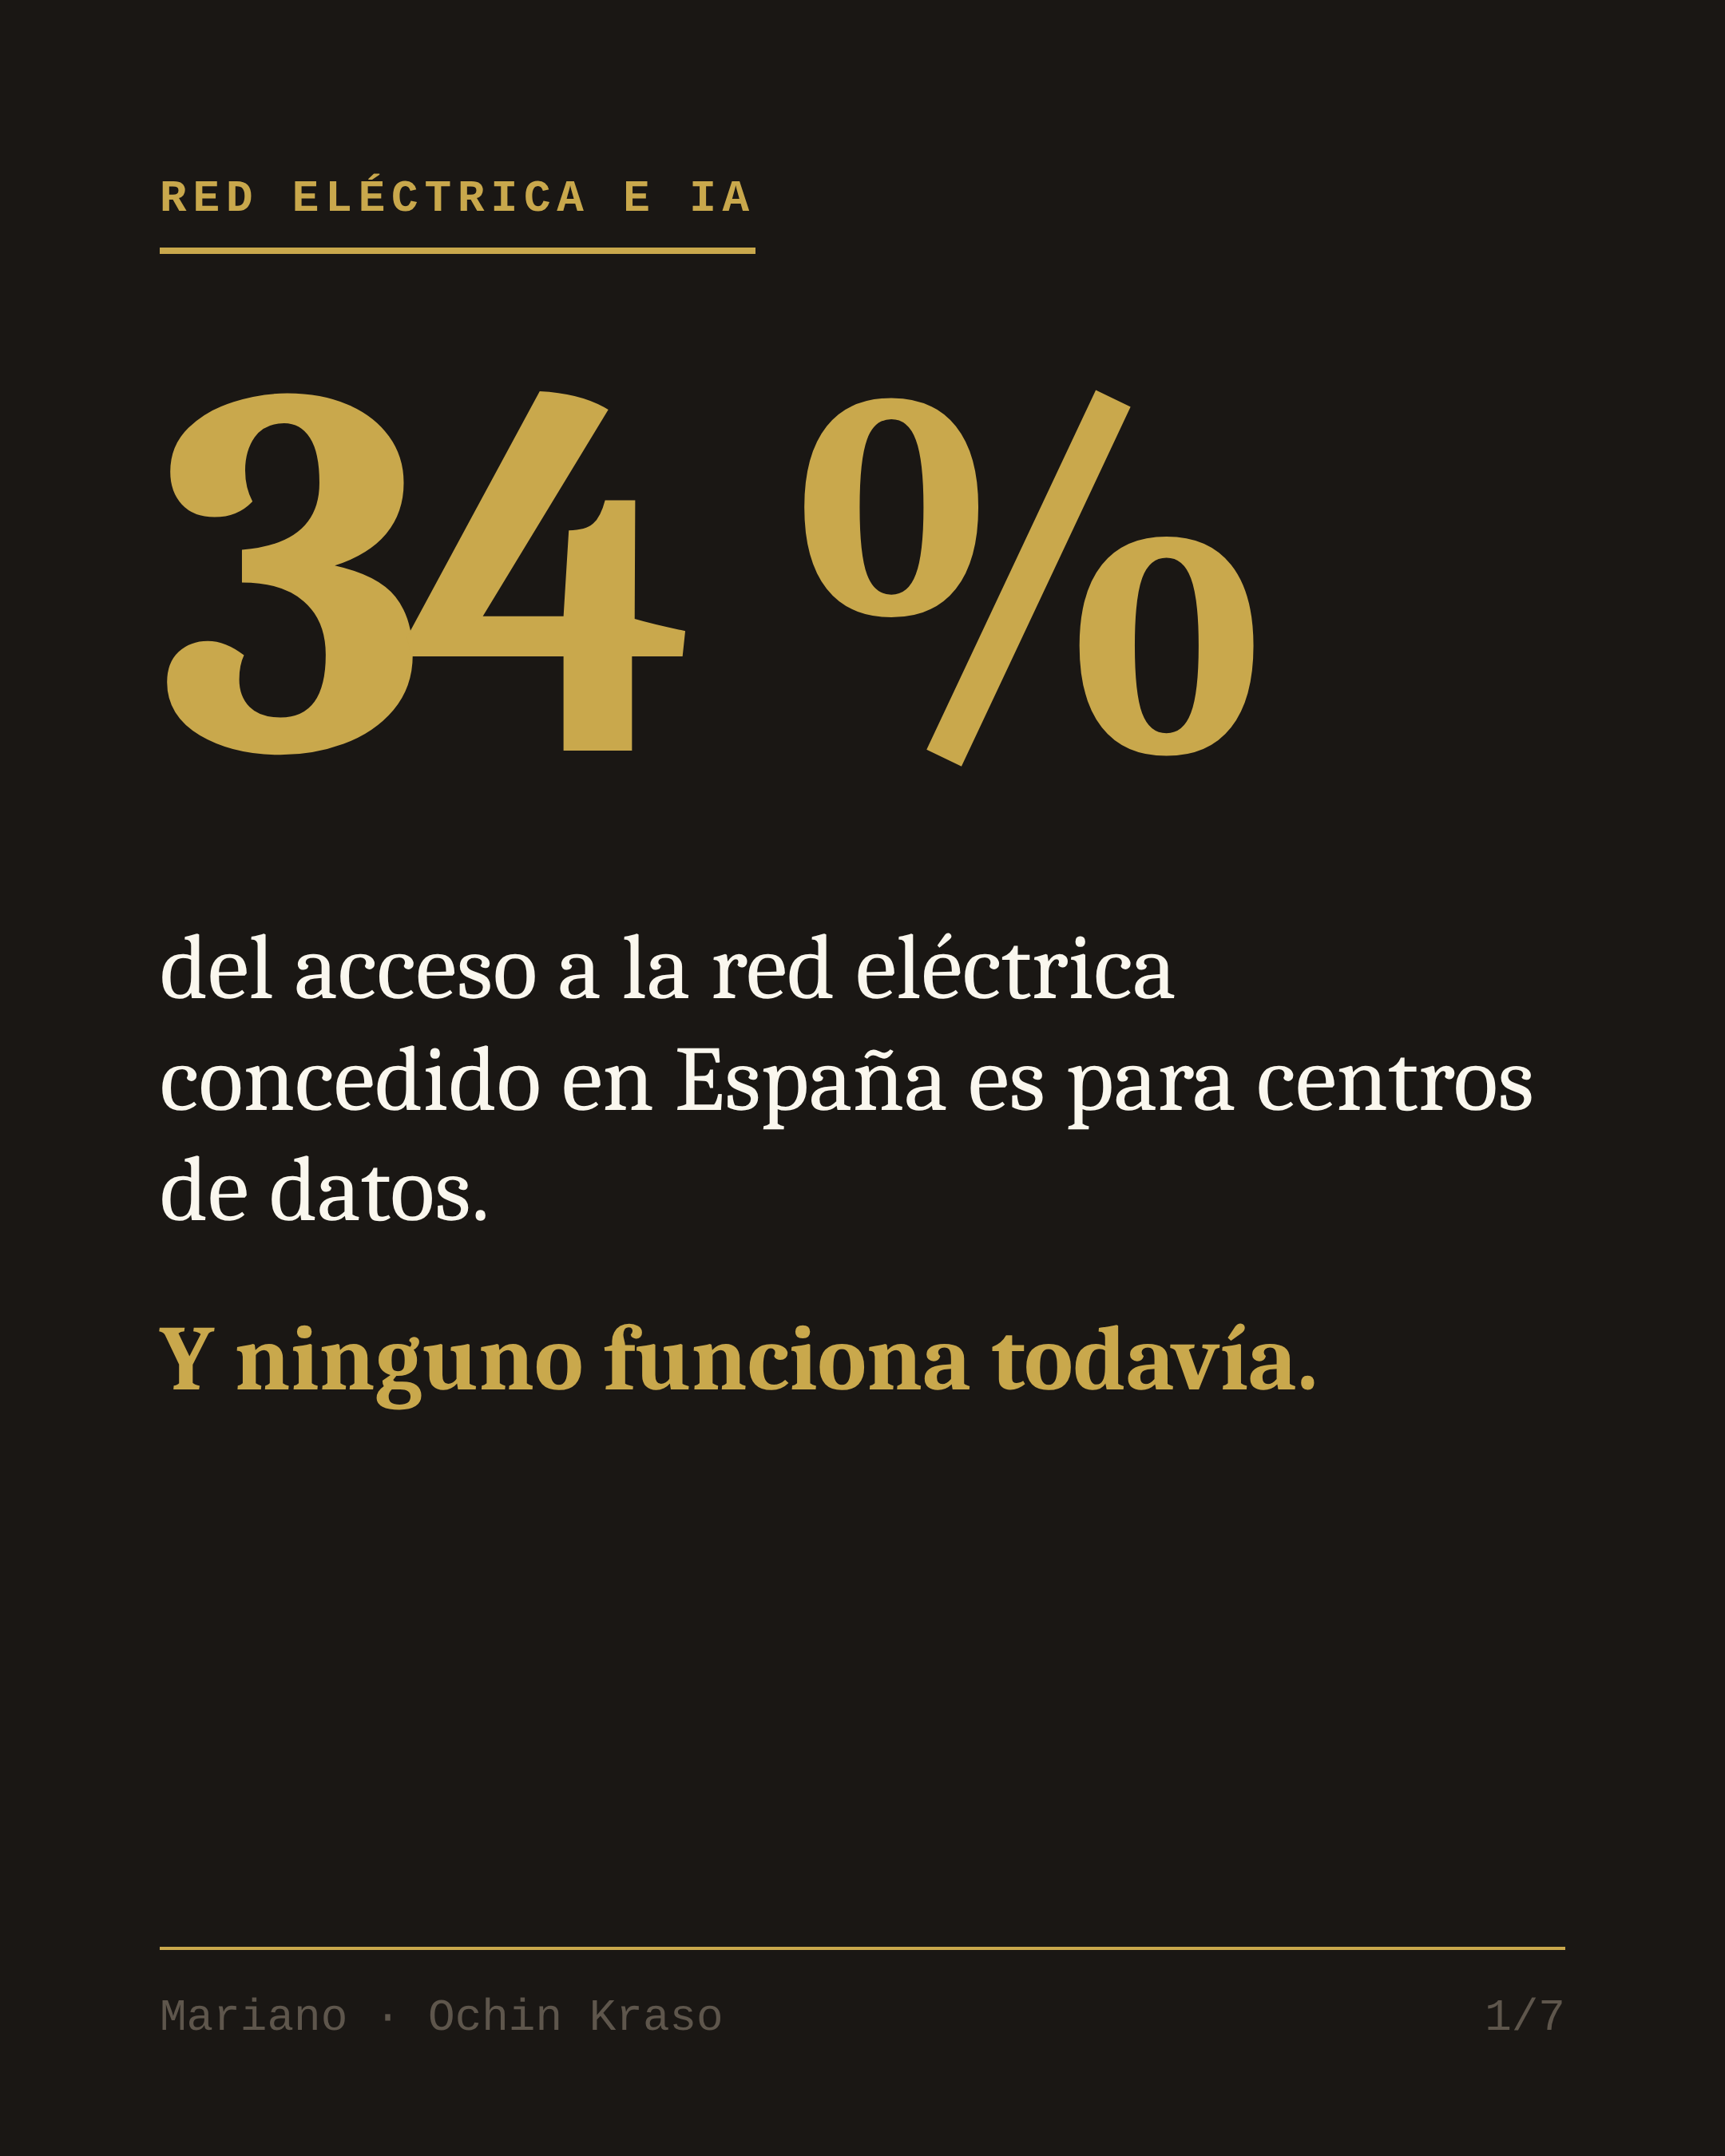 RED ELÉCTRICA E IA
34 %
del acceso a la red eléctrica
concedido en España es para centros
de datos.
Y ninguno funciona todavía.
Mariano · Ochin Kraso
1/7